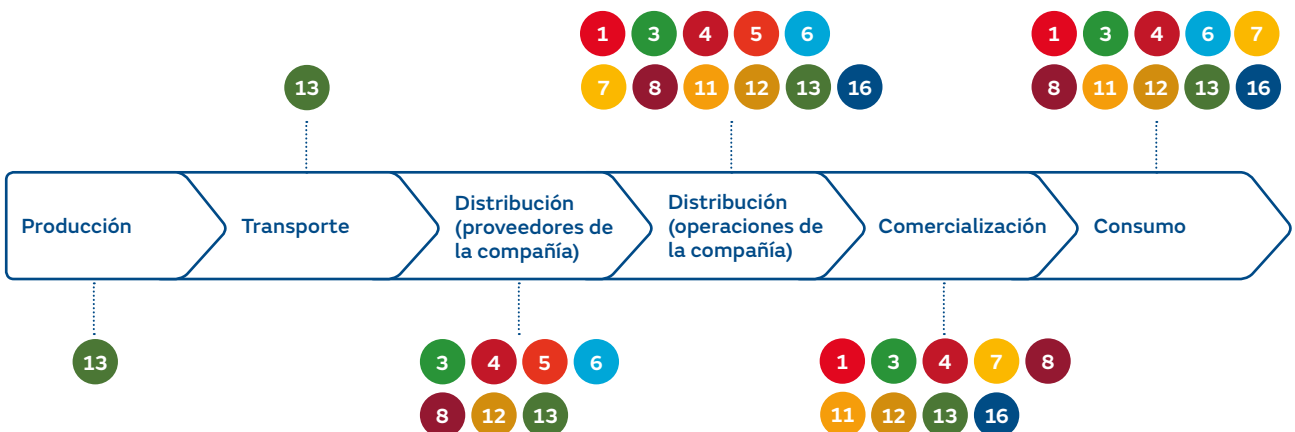 1 3 4 5 6
7 8 11 12 13 16
1 3 4 6 7
8 11 12 13 16
13
Producción
Transporte
Distribución
(proveedores de
la compañía)
Distribución
(operaciones de
la compañía)
Comercialización
Consumo
13
3 4 5 6
8 12 13
1 3 4 7 8
11 12 13 16